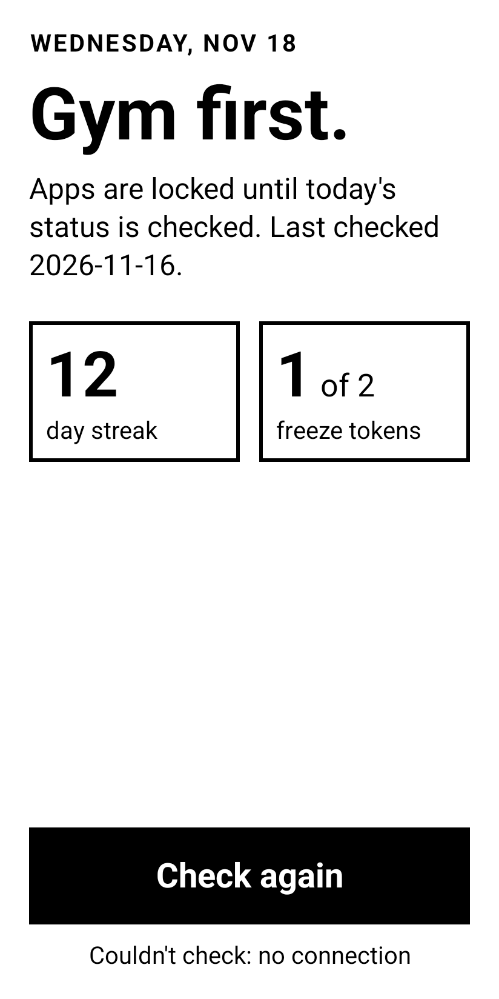 WEDNESDAY, NOV 18
Gym first.
Apps are locked until today's
status is checked. Last checked
2026-11-16.
12
day streak
1 of 2
freeze tokens
Check again
Couldn't check: no connection